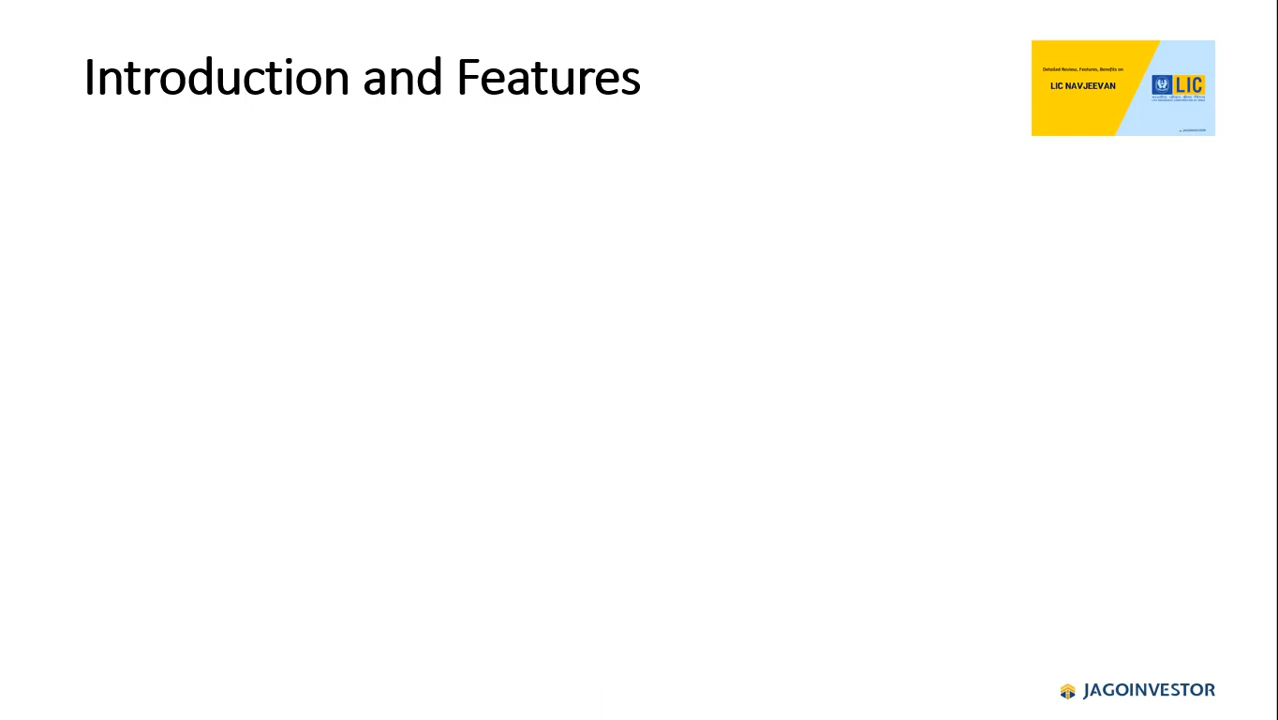 Introduction and Features
Detailed Review, Features, Benefits on
LIC NAVJEEVAN
LIC
JAGOINVESTOR